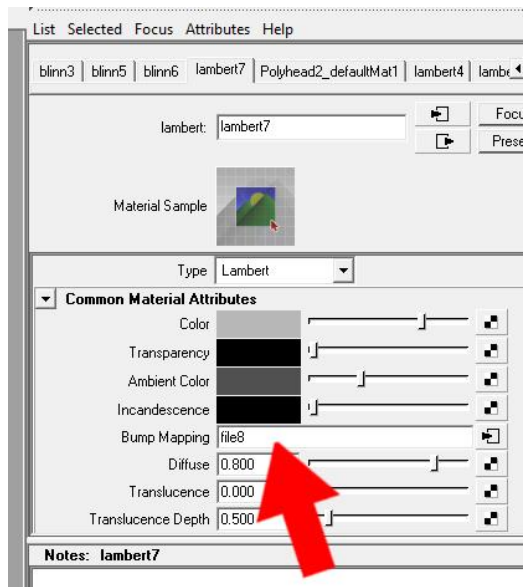 List Selected Focus Attributes Help
blinn3 blinn5 blinn6 lambert7 Polyhead2_defaultMat1 lambert4 lambe
lambert: lambert7 Focu
Prese
Material Sample
Type Lambert
Common Material Attributes
Color
Transparency
Ambient Color
Incandescence
Bump Mapping file8
Diffuse 0.800
Translucence 0.000
Translucence Depth 0.500
Notes: lambert7